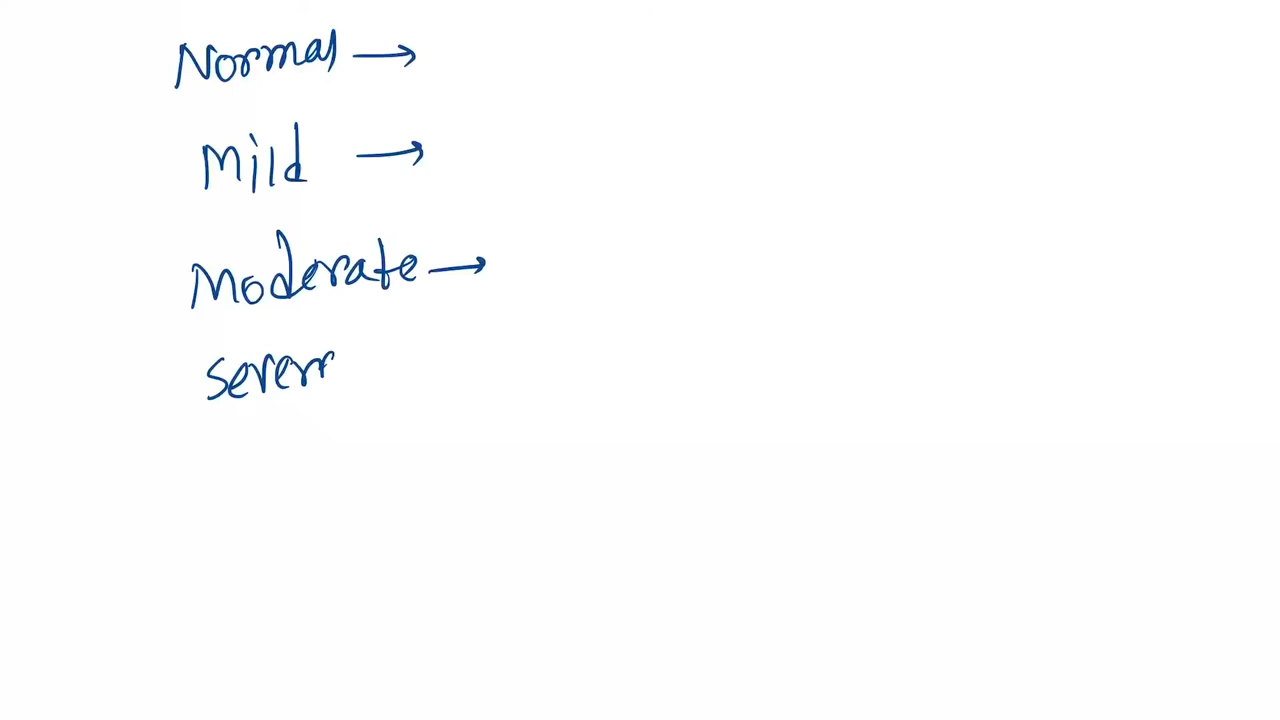 Normal →
Mild →
Moderate →
severr